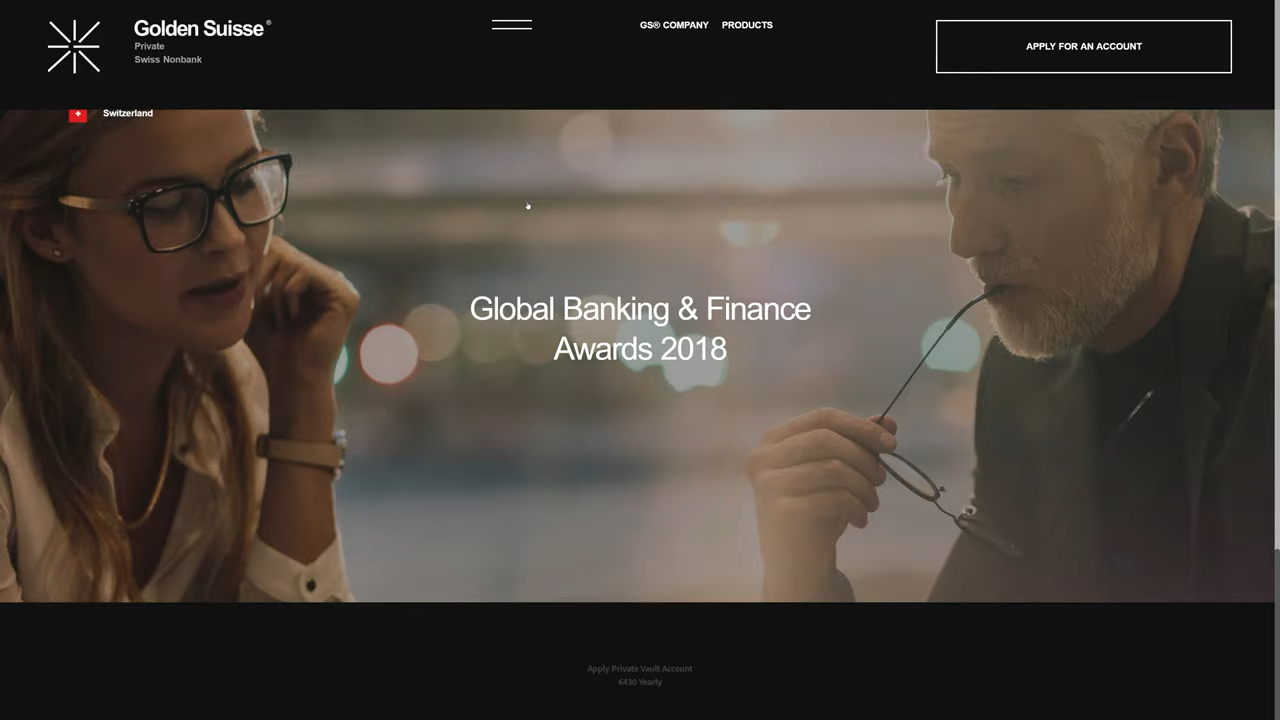 Golden Suisse®
Private
Swiss Nonbank
GS® COMPANY PRODUCTS
APPLY FOR AN ACCOUNT
Switzerland
Global Banking & Finance
Awards 2018
Apply Private Vault Account
€430 Yearly